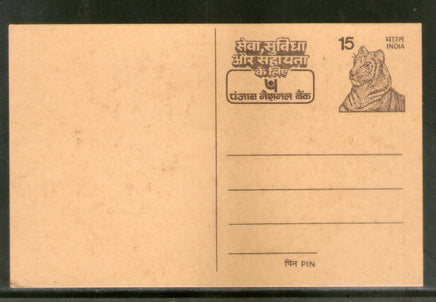 सेवा, सुविधा
और सहायता
के लिए
पंजाब नैशनल बैंक
15 भारत
INDIA
पिन PIN